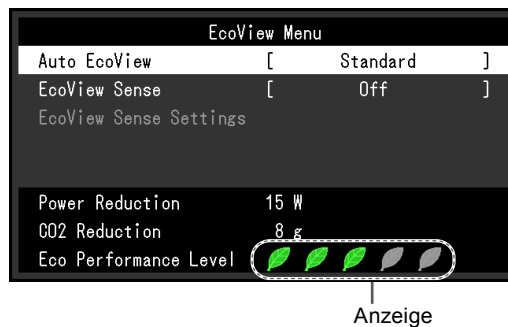 EcoView Menu
Auto EcoView [ Standard ]
EcoView Sense [ Off ]
EcoView Sense Settings
Power Reduction 15 W
CO2 Reduction 8 g
Eco Performance Level
Anzeige